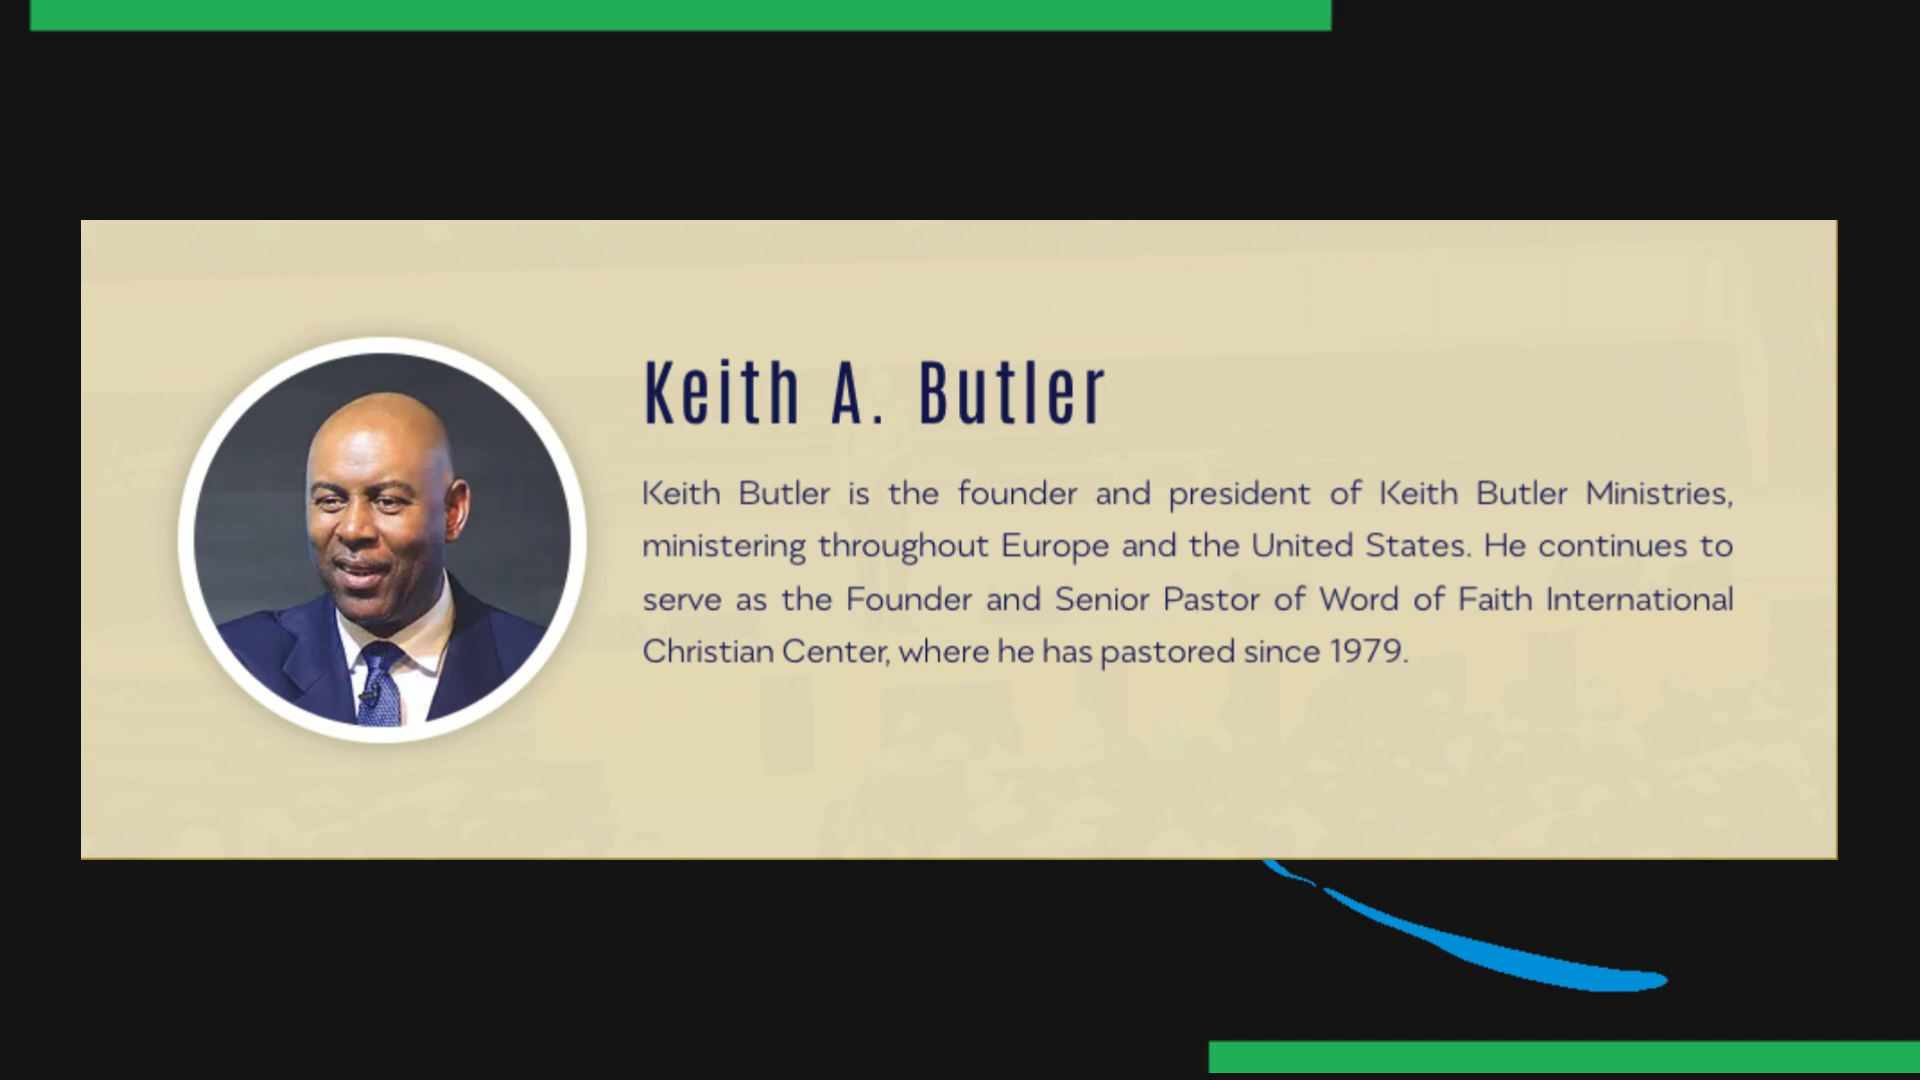 Keith A. Butler
Keith Butler is the founder and president of Keith Butler Ministries,
ministering throughout Europe and the United States. He continues to
serve as the Founder and Senior Pastor of Word of Faith International
Christian Center, where he has pastored since 1979.